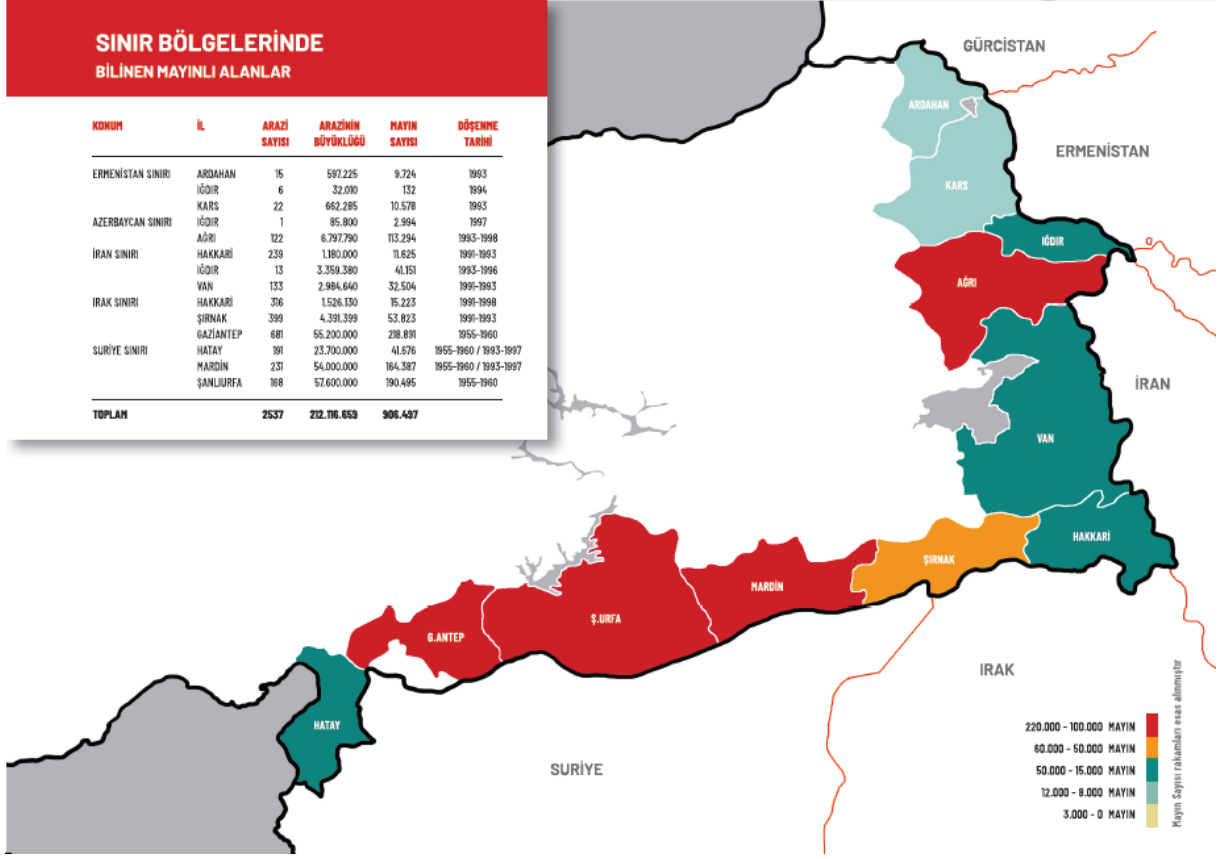 SINIR BÖLGELERİNDE
BİLİNEN MAYINLI ALANLAR
KONUM İL ARAZİ SAYISI ARAZİNİN BÜYÜKLÜĞÜ MAYIN SAYISI DÖŞENME TARİHİ
ERMENİSTAN SINIRI ARDAHAN 15 597.225 9.724 1993
IĞDIR 6 32.010 132 1994
KARS 22 662.285 10.578 1993
AZERBAYCAN SINIRI IĞDIR 1 85.800 2.994 1997
AĞRI 122 6.797.790 113.294 1993-1998
İRAN SINIRI HAKKARİ 239 1.180.000 11.625 1991-1993
IĞDIR 13 3.359.380 41.151 1993-1996
VAN 133 2.984.640 32.504 1991-1993
IRAK SINIRI HAKKARİ 316 1.526.130 15.223 1991-1998
ŞIRNAK 399 4.391.399 53.823 1991-1993
GAZİANTEP 681 55.200.000 218.891 1955-1960
SURİYE SINIRI HATAY 191 23.700.000 41.676 1955-1960 / 1993-1997
MARDİN 231 54.000.000 164.387 1955-1960 / 1993-1997
ŞANLIURFA 168 57.600.000 190.495 1955-1960
TOPLAM 2537 212.116.659 906.497
GÜRCİSTAN
ARDAHAN
ERMENİSTAN
KARS
IĞDIR
AĞRI
İRAN
VAN
HAKKARİ
ŞIRNAK
MARDİN
Ş.URFA
G.ANTEP
HATAY
IRAK
SURİYE
220.000 - 100.000 MAYIN
60.000 - 50.000 MAYIN
50.000 - 15.000 MAYIN
12.000 - 8.000 MAYIN
3.000 - 0 MAYIN
Mayın Sayısı rakamları esas alınmıştır